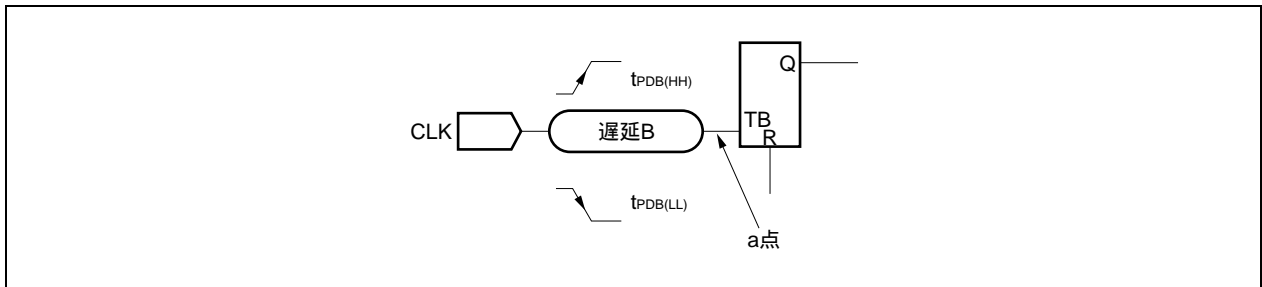 tPDB(HH)
Q
CLK
遅延B
TB
R
tPDB(LL)
a点